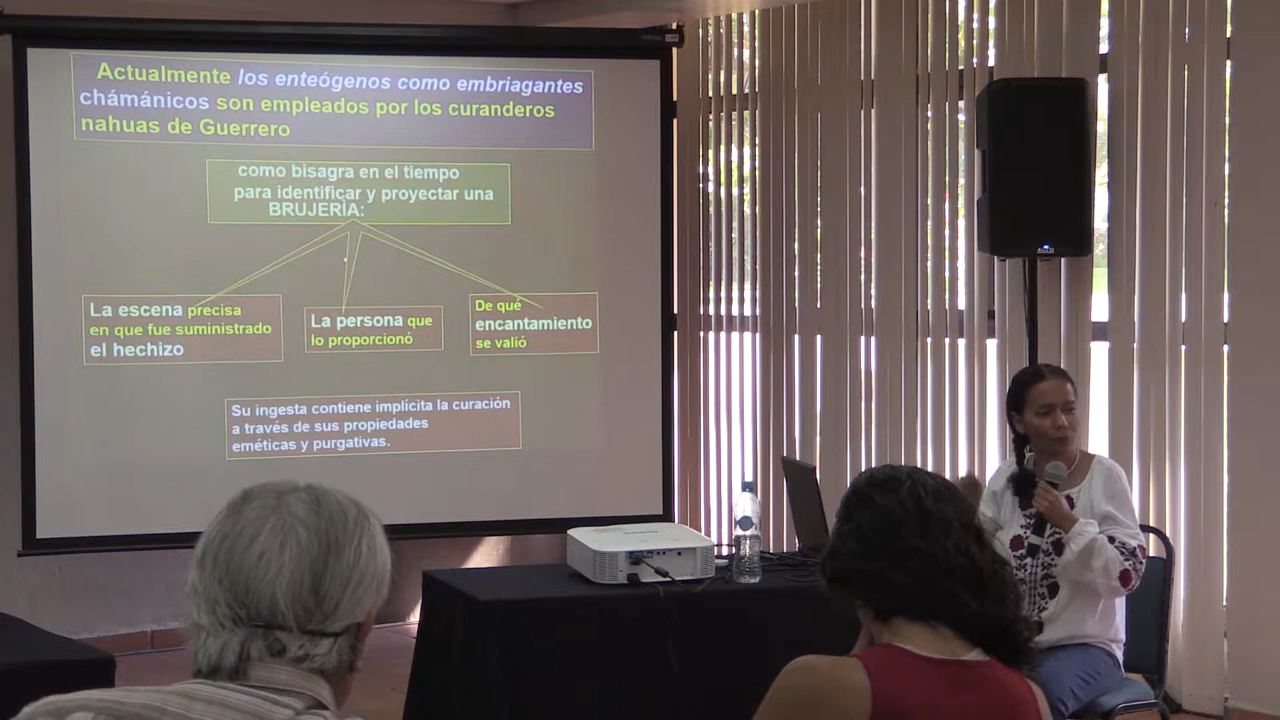 Actualmente los enteógenos como embriagantes
chámánicos son empleados por los curanderos
nahuas de Guerrero
como bisagra en el tiempo
para identificar y proyectar una
BRUJERÍA:
La escena precisa
en que fue suministrado
el hechizo
La persona que
lo proporcionó
De qué
encantamiento
se valió
Su ingesta contiene implícita la curación
a través de sus propiedades
eméticas y purgativas.